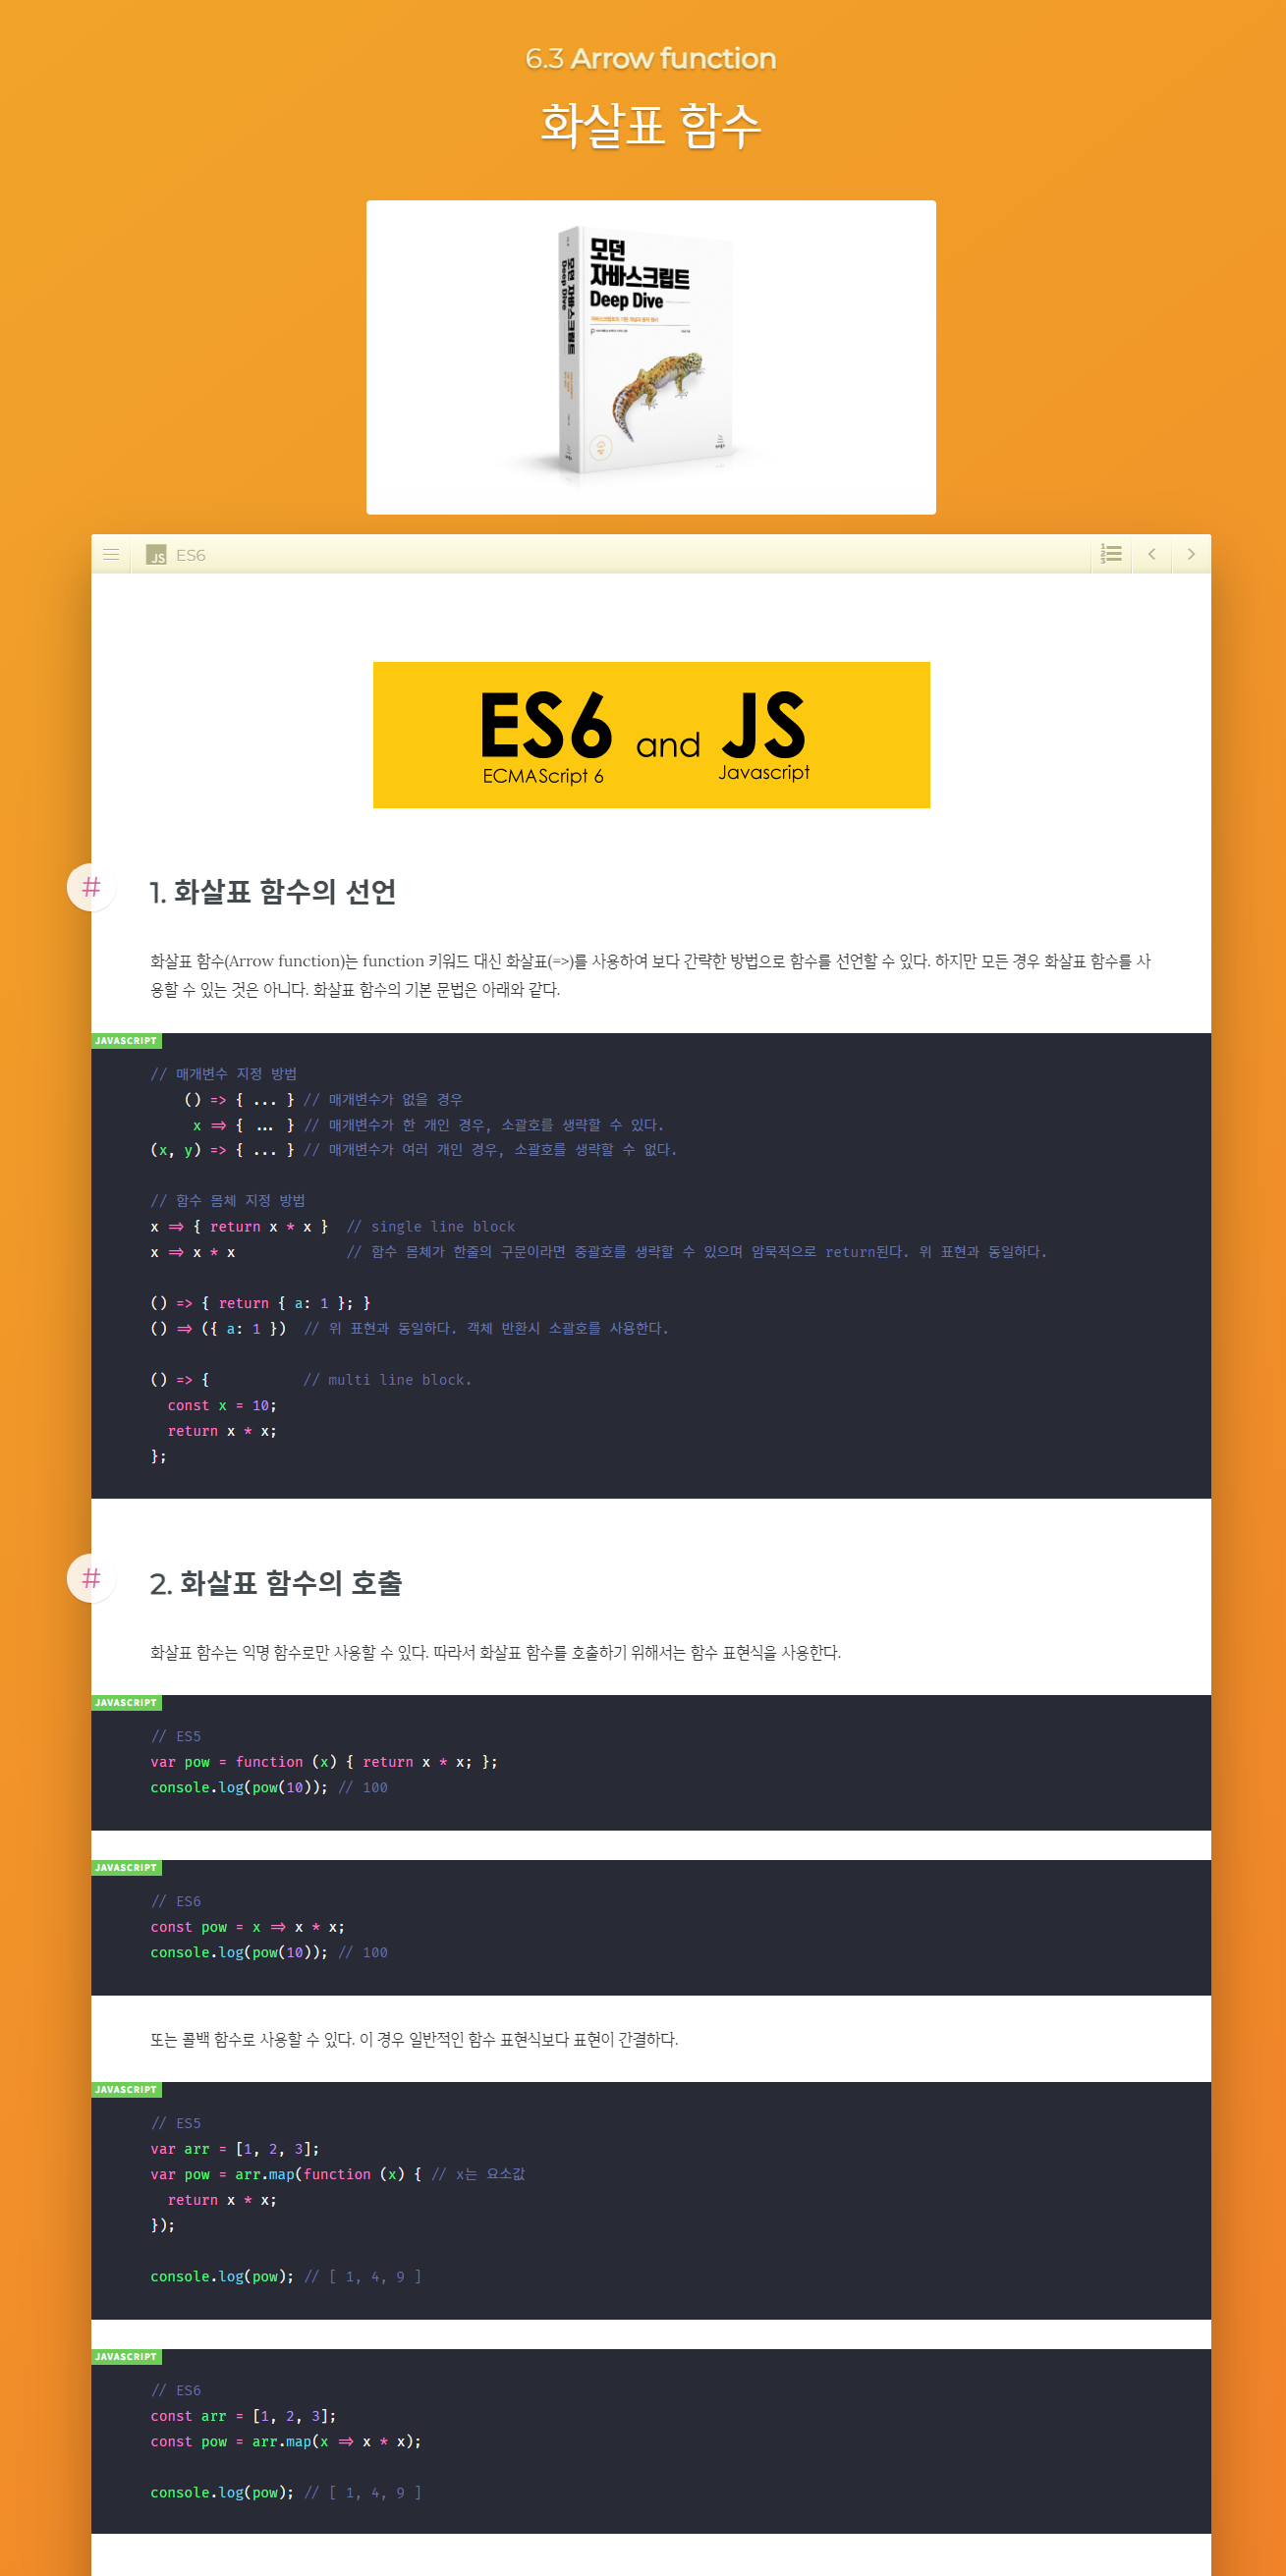 6.3 Arrow function
화살표 함수
모던
자바스크립트
Deep Dive
모던 자바스크립트
Deep Dive
JS ES6
ES6 and JS
ECMAScript 6 Javascript
# 1. 화살표 함수의 선언
화살표 함수(Arrow function)는 function 키워드 대신 화살표(=>)를 사용하여 보다 간략한 방법으로 함수를 선언할 수 있다. 하지만 모든 경우 화살표 함수를 사
용할 수 있는 것은 아니다. 화살표 함수의 기본 문법은 아래와 같다.
JAVASCRIPT
// 매개변수 지정 방법
    () => { ... } // 매개변수가 없을 경우
     x => { ... } // 매개변수가 한 개인 경우, 소괄호를 생략할 수 있다.
(x, y) => { ... } // 매개변수가 여러 개인 경우, 소괄호를 생략할 수 없다.
// 함수 몸체 지정 방법
x => { return x * x }  // single line block
x => x * x             // 함수 몸체가 한줄의 구문이라면 중괄호를 생략할 수 있으며 암묵적으로 return된다. 위 표현과 동일하다.
() => { return { a: 1 }; }
() => ({ a: 1 })  // 위 표현과 동일하다. 객체 반환시 소괄호를 사용한다.
() => {           // multi line block.
  const x = 10;
  return x * x;
};
# 2. 화살표 함수의 호출
화살표 함수는 익명 함수로만 사용할 수 있다. 따라서 화살표 함수를 호출하기 위해서는 함수 표현식을 사용한다.
JAVASCRIPT
// ES5
var pow = function (x) { return x * x; };
console.log(pow(10)); // 100
JAVASCRIPT
// ES6
const pow = x => x * x;
console.log(pow(10)); // 100
또는 콜백 함수로 사용할 수 있다. 이 경우 일반적인 함수 표현식보다 표현이 간결하다.
JAVASCRIPT
// ES5
var arr = [1, 2, 3];
var pow = arr.map(function (x) { // x는 요소값
  return x * x;
});
console.log(pow); // [ 1, 4, 9 ]
JAVASCRIPT
// ES6
const arr = [1, 2, 3];
const pow = arr.map(x => x * x);
console.log(pow); // [ 1, 4, 9 ]